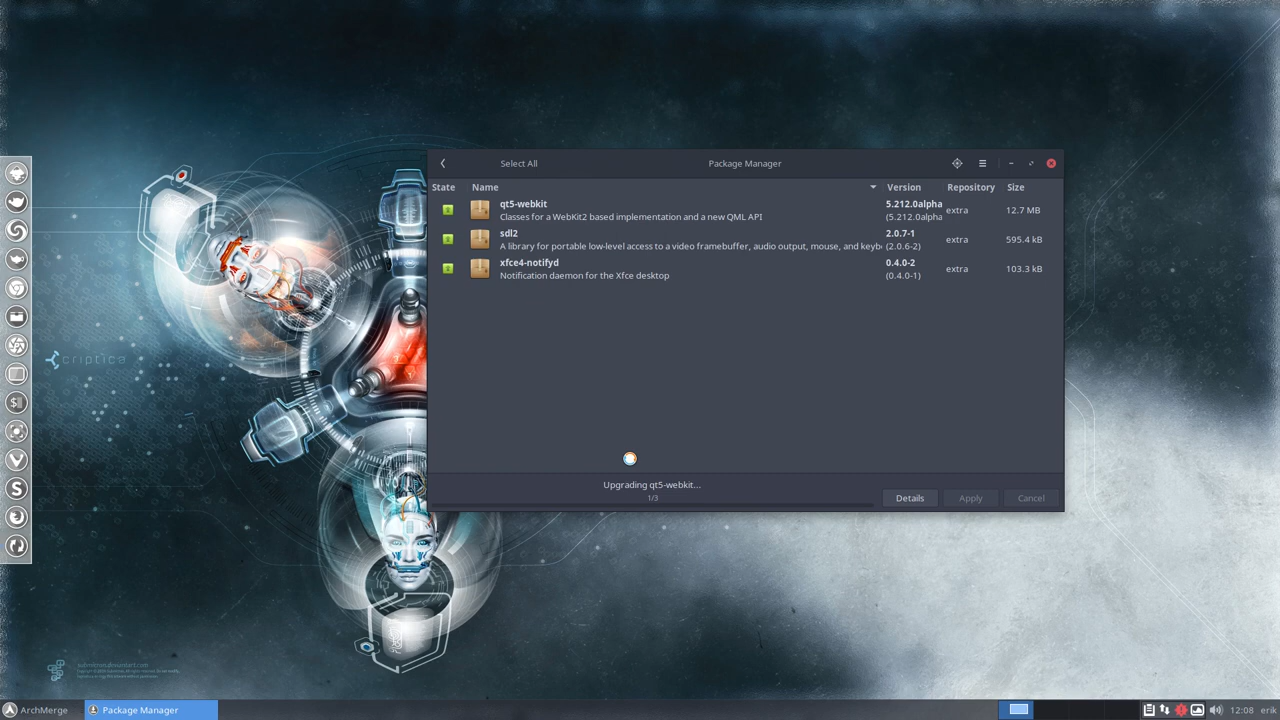 Select All
Package Manager
State
Name
Version
Repository
Size
qt5-webkit
Classes for a WebKit2 based implementation and a new QML API
5.212.0alpha
(5.212.0alpha
extra
12.7 MB
sdl2
A library for portable low-level access to a video framebuffer, audio output, mouse, and keyb
2.0.7-1
(2.0.6-2)
extra
595.4 kB
xfce4-notifyd
Notification daemon for the Xfce desktop
0.4.0-2
(0.4.0-1)
extra
103.3 kB
criptica
Upgrading qt5-webkit...
1/3
Details
Apply
Cancel
ArchMerge
Package Manager
12:08
erik